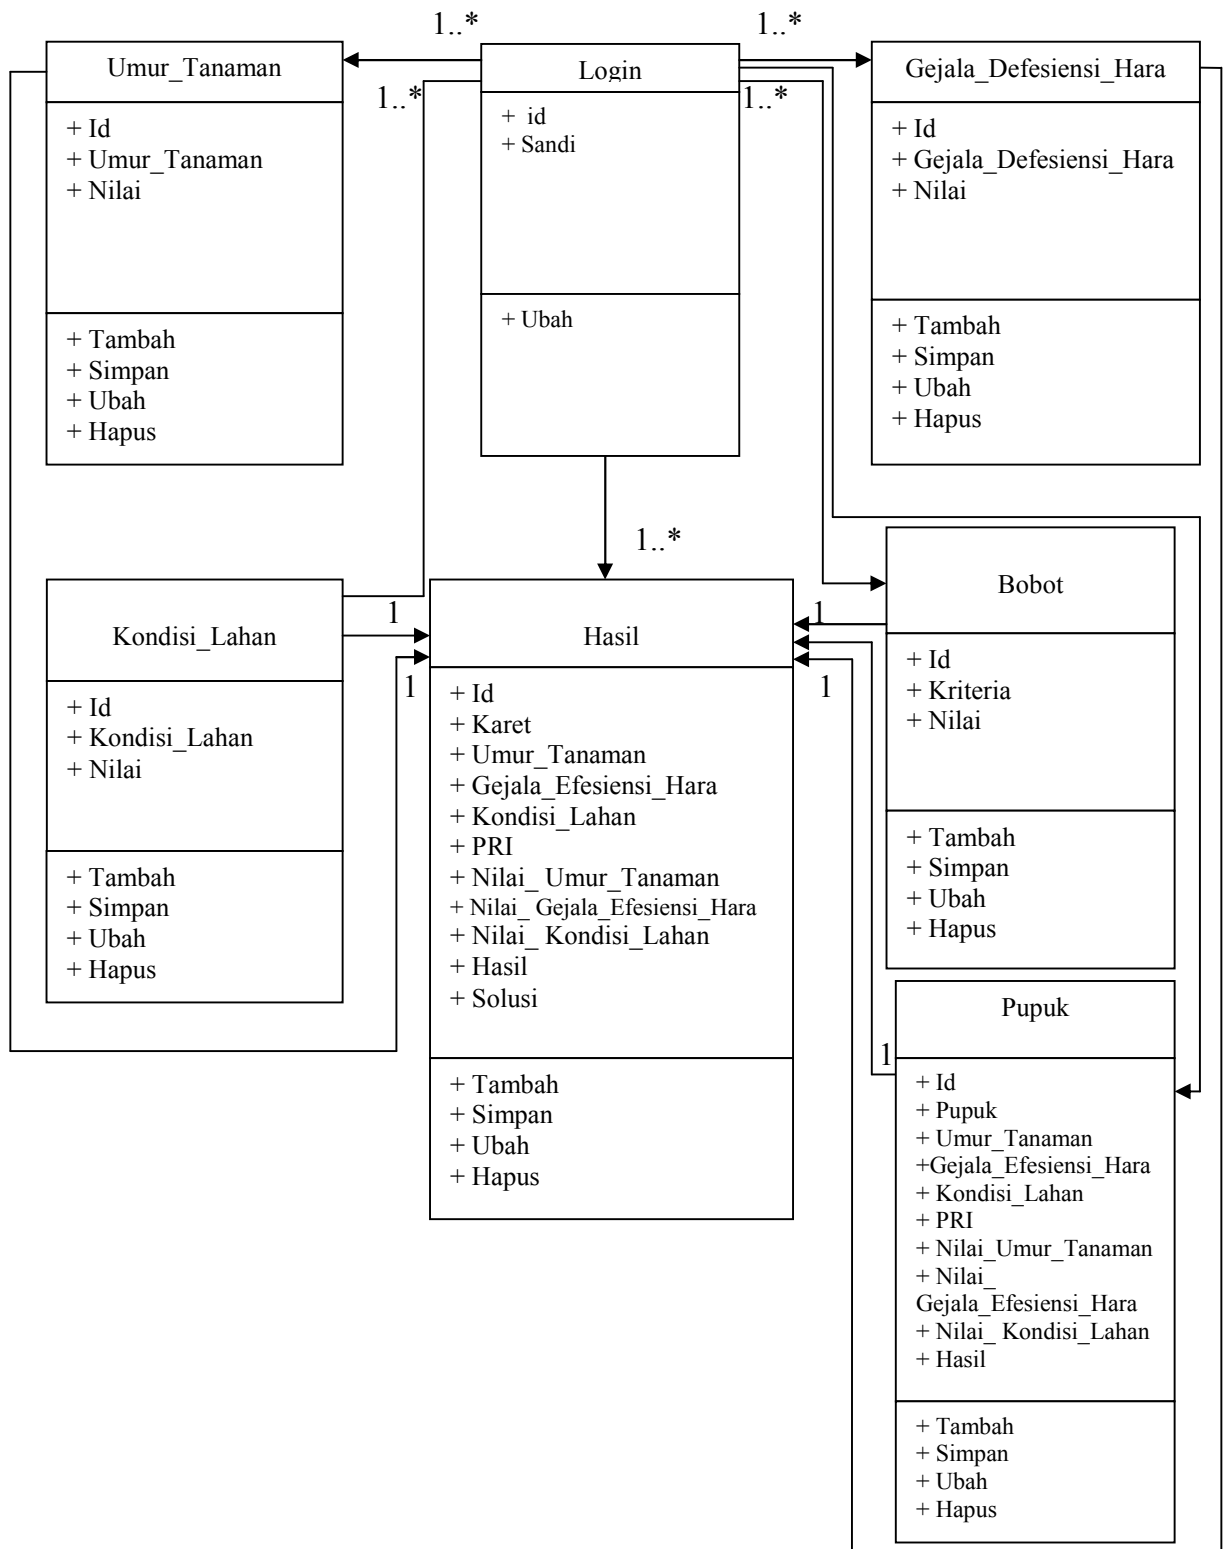 1..*
1..*
Umur_Tanaman
1..*
+ Id
+ Umur_Tanaman
+ Nilai
+ Tambah
+ Simpan
+ Ubah
+ Hapus
Login
1..*
+ id
+ Sandi
+ Ubah
Gejala_Defesiensi_Hara
+ Id
+ Gejala_Defesiensi_Hara
+ Nilai
+ Tambah
+ Simpan
+ Ubah
+ Hapus
1..*
Kondisi_Lahan
1
1
+ Id
+ Kondisi_Lahan
+ Nilai
+ Tambah
+ Simpan
+ Ubah
+ Hapus
Hasil
1
1
+ Id
+ Karet
+ Umur_Tanaman
+ Gejala_Efesiensi_Hara
+ Kondisi_Lahan
+ PRI
+ Nilai_ Umur_Tanaman
+ Nilai_ Gejala_Efesiensi_Hara
+ Nilai_ Kondisi_Lahan
+ Hasil
+ Solusi
+ Tambah
+ Simpan
+ Ubah
+ Hapus
Bobot
+ Id
+ Kriteria
+ Nilai
+ Tambah
+ Simpan
+ Ubah
+ Hapus
1
Pupuk
+ Id
+ Pupuk
+ Umur_Tanaman
+Gejala_Efesiensi_Hara
+ Kondisi_Lahan
+ PRI
+ Nilai_Umur_Tanaman
+ Nilai_
Gejala_Efesiensi_Hara
+ Nilai_ Kondisi_Lahan
+ Hasil
+ Tambah
+ Simpan
+ Ubah
+ Hapus